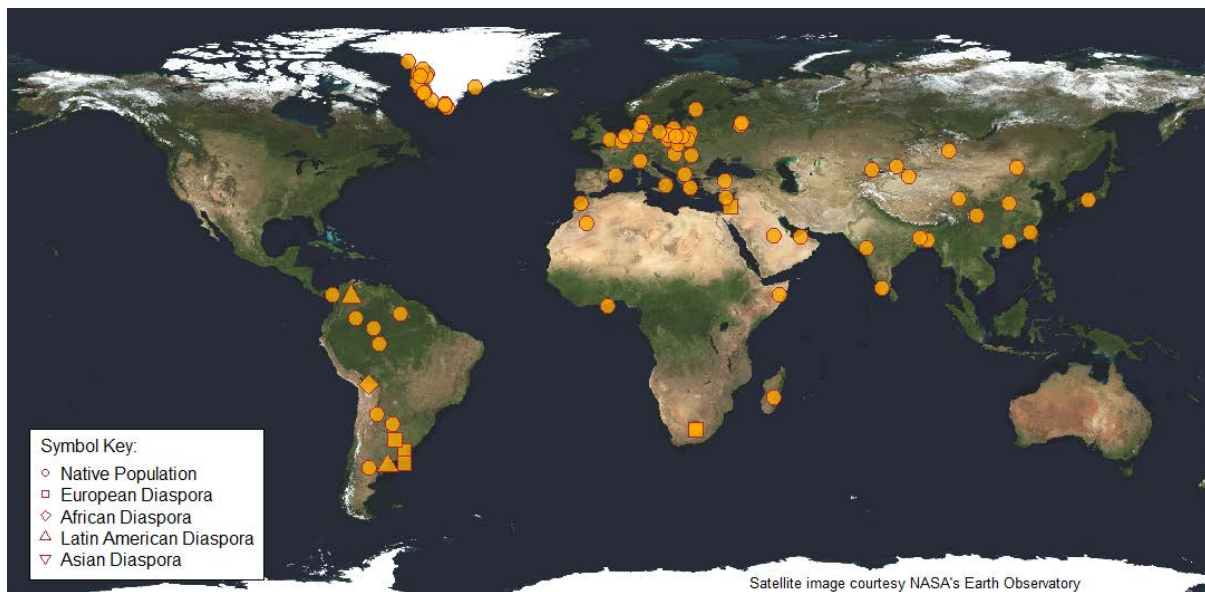 Symbol Key:
Native Population
European Diaspora
African Diaspora
Latin American Diaspora
Asian Diaspora
Satellite image courtesy NASA's Earth Observatory